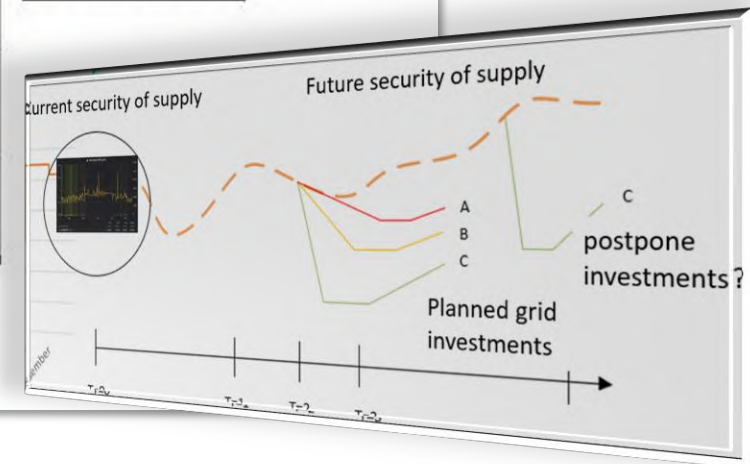 Current security of supply
Future security of supply
A
B
C
C
postpone
investments?
Planned grid
investments